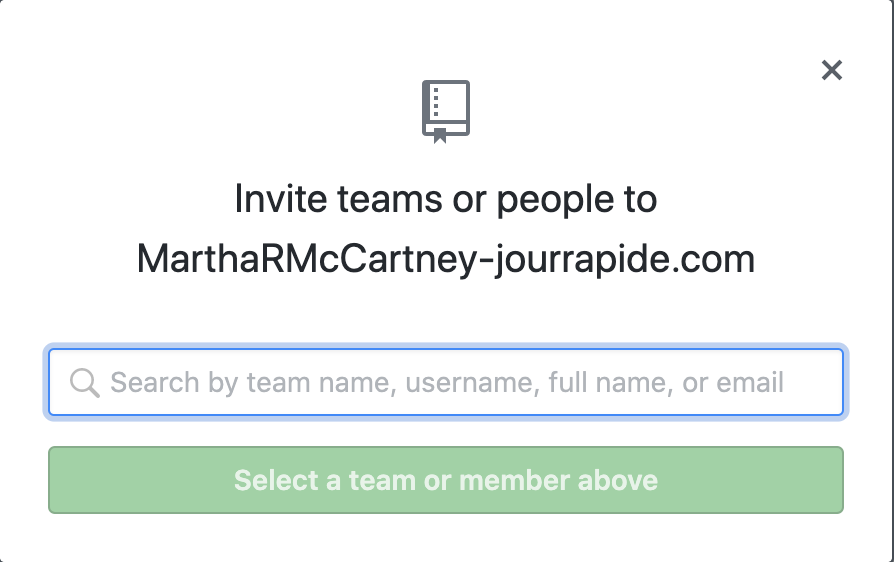 Invite teams or people to
MarthaRMcCartney-jourrapide.com
Search by team name, username, full name, or email
Select a team or member above